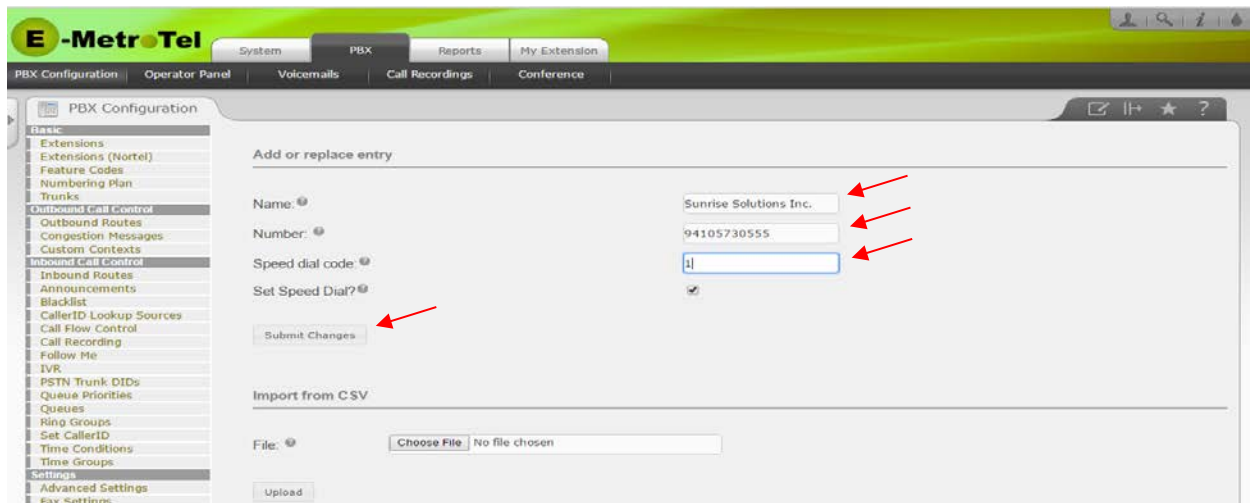 E-MetroTel
System PBX Reports My Extension
PBX Configuration Operator Panel Voicemails Call Recordings Conference
PBX Configuration
Basic
Extensions
Extensions (Nortel)
Feature Codes
Numbering Plan
Trunks
Outbound Call Control
Outbound Routes
Congestion Messages
Custom Contexts
Inbound Call Control
Inbound Routes
Announcements
Blacklist
CallerID Lookup Sources
Call Flow Control
Call Recording
Follow Me
IVR
PSTN Trunk DIDs
Queue Priorities
Queues
Ring Groups
Set CallerID
Time Conditions
Time Groups
Settings
Advanced Settings
Fax Settings
Add or replace entry
Name: Sunrise Solutions Inc.
Number: 94105730555
Speed dial code: 1
Set Speed Dial?
Submit Changes
Import from CSV
File: Choose File No file chosen
Upload